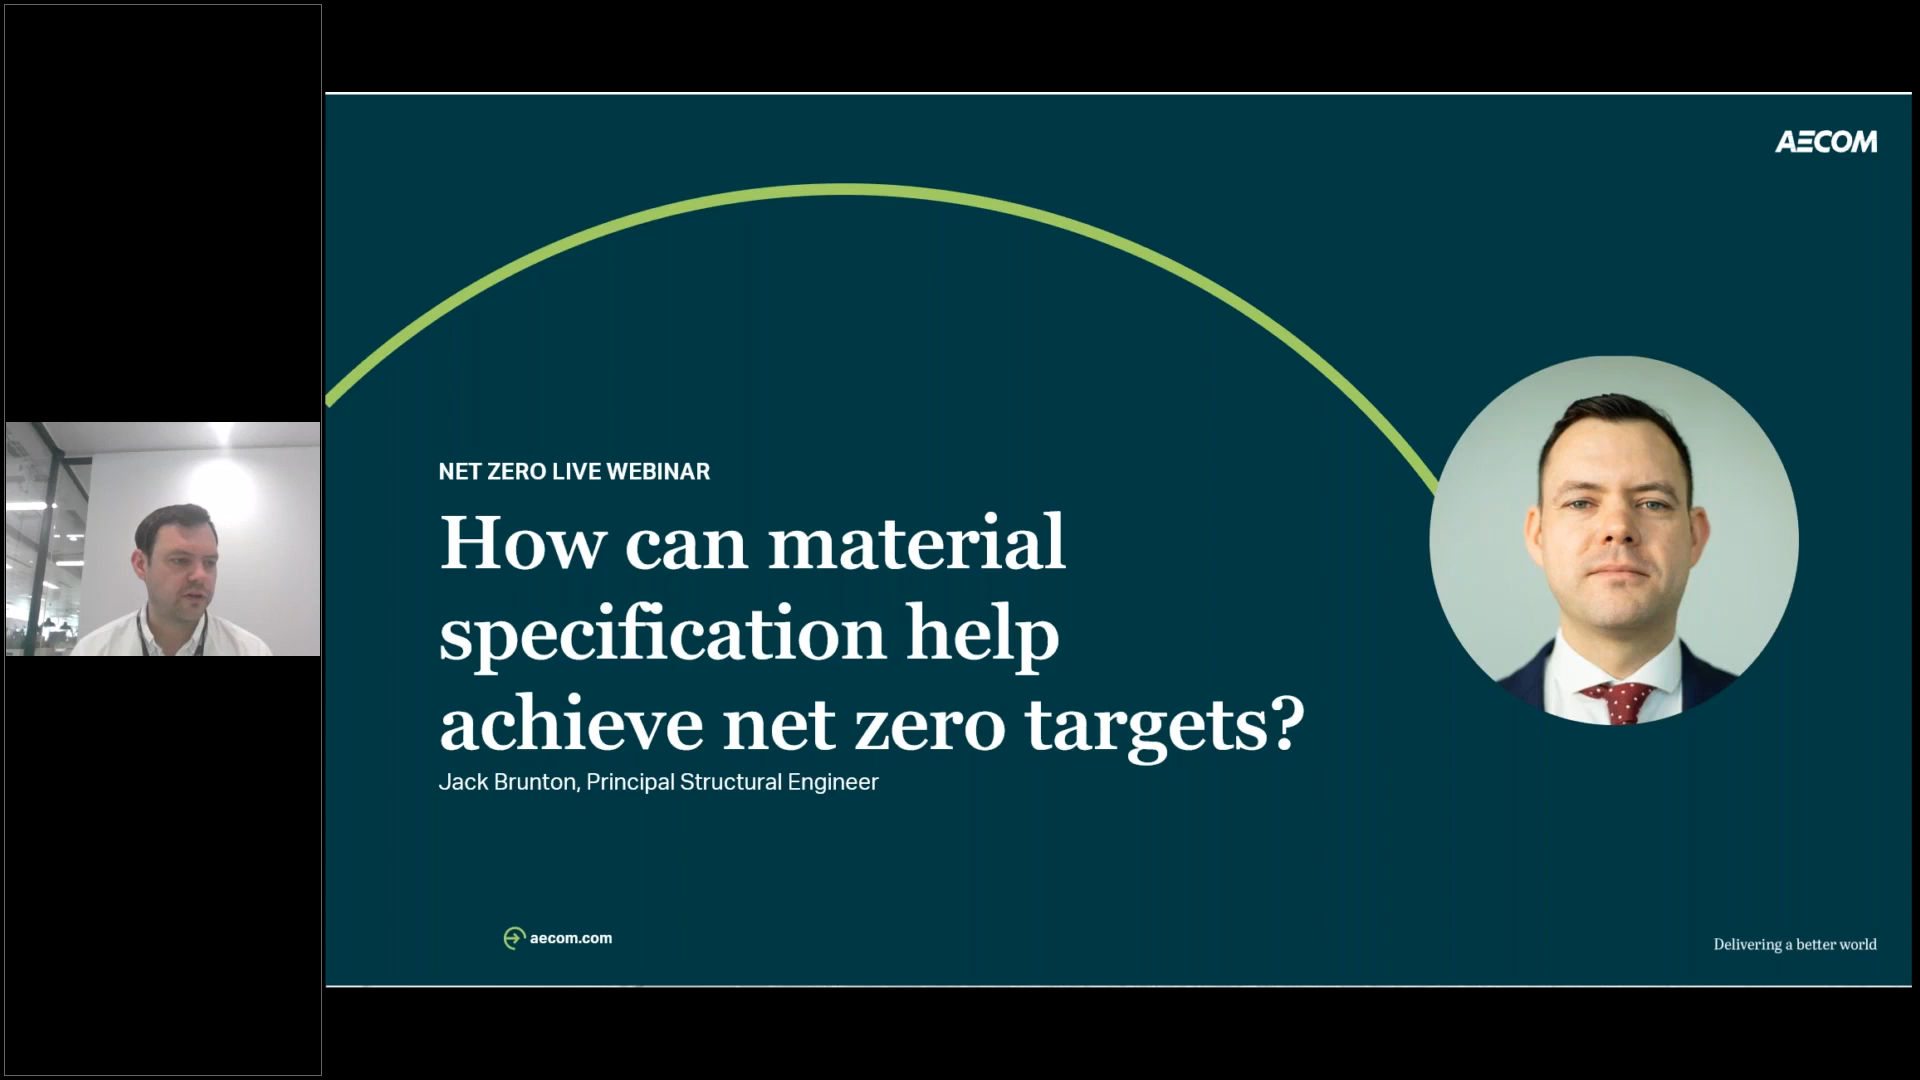 AECOM
NET ZERO LIVE WEBINAR
How can material
specification help
achieve net zero targets?
Jack Brunton, Principal Structural Engineer
aecom.com
Delivering a better world